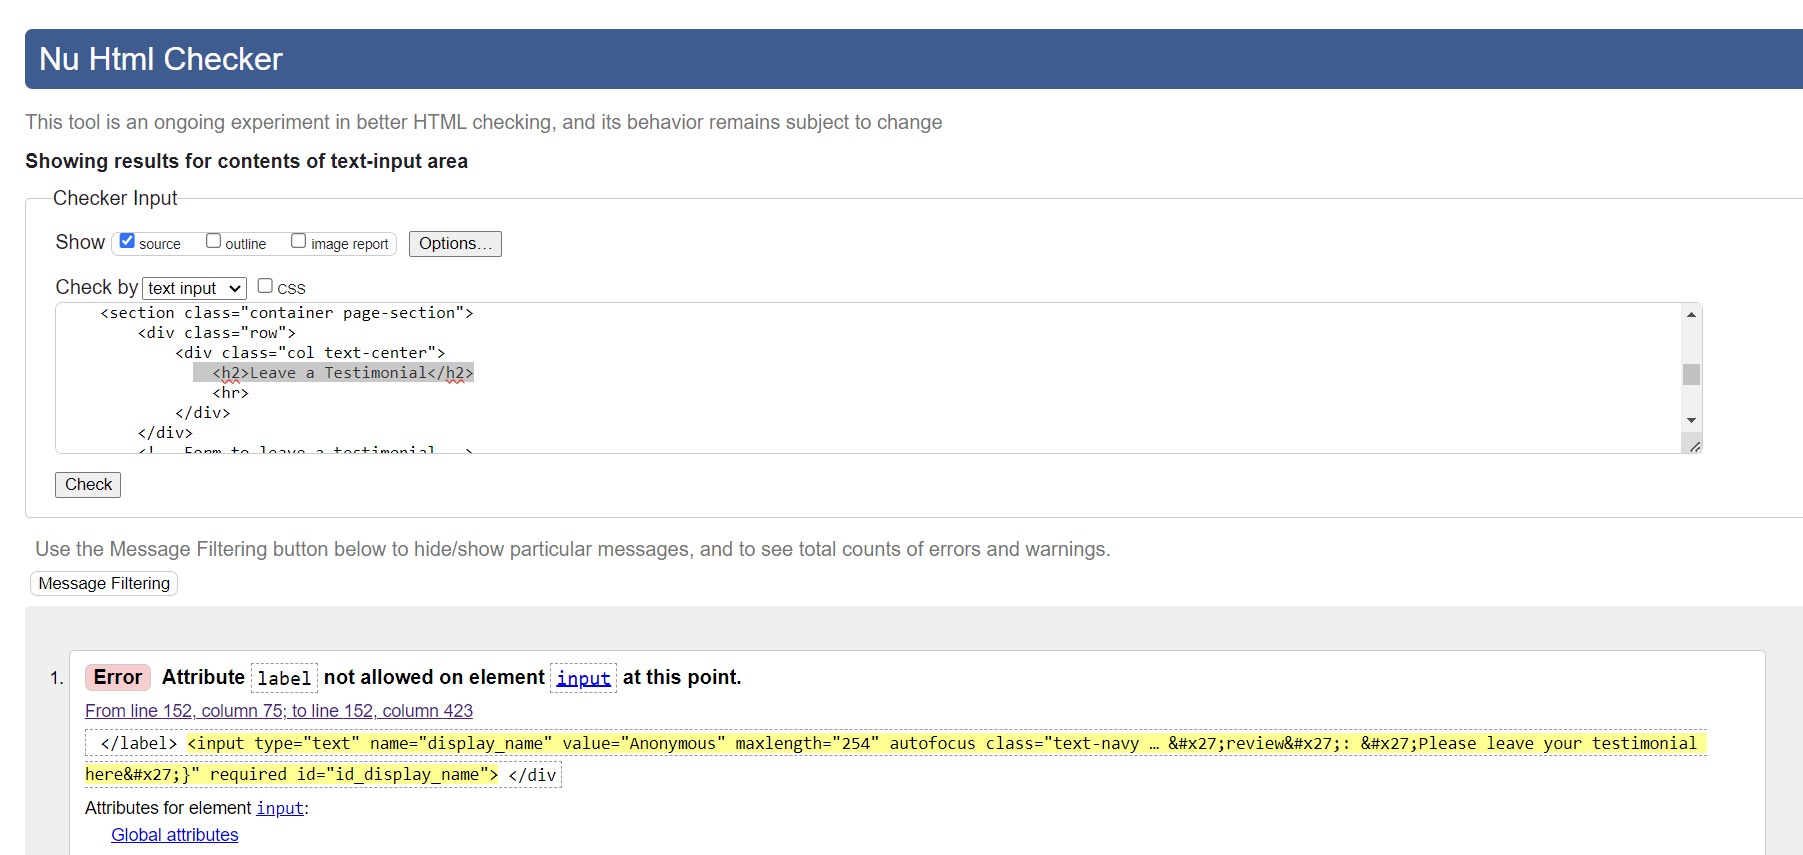 Nu Html Checker
This tool is an ongoing experiment in better HTML checking, and its behavior remains subject to change
Showing results for contents of text-input area
Checker Input
Show source outline image report Options...
Check by text input CSS
<section class="container page-section">
<div class="row">
<div class="col text-center">
<h2>Leave a Testimonial</h2>
<hr>
</div>
</div>
<!-- Form to leave a testimonial -->
Check
Use the Message Filtering button below to hide/show particular messages, and to see total counts of errors and warnings.
Message Filtering
1. Error Attribute label not allowed on element input at this point.
From line 152, column 75; to line 152, column 423
</label> <input type="text" name="display_name" value="Anonymous" maxlength="254" autofocus class="text-navy … &#x27;review&#x27;: &#x27;Please leave your testimonial
here&#x27;}" required id="id_display_name"> </div
Attributes for element input:
Global attributes